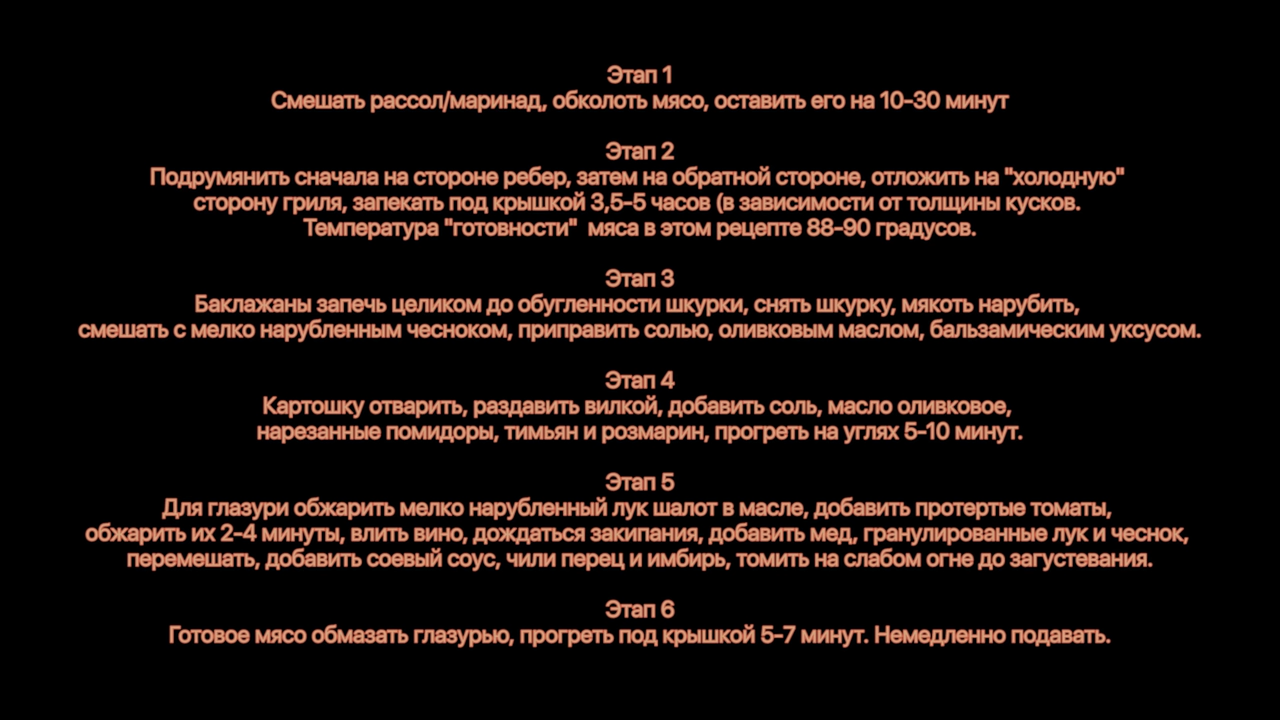 Этап 1
Смешать рассол/маринад, обколоть мясо, оставить его на 10-30 минут
Этап 2
Подрумянить сначала на стороне ребер, затем на обратной стороне, отложить на "холодную"
сторону гриля, запекать под крышкой 3,5-5 часов (в зависимости от толщины кусков.
Температура "готовности"  мяса в этом рецепте 88-90 градусов.
Этап 3
Баклажаны запечь целиком до обугленности шкурки, снять шкурку, мякоть нарубить,
смешать с мелко нарубленным чесноком, приправить солью, оливковым маслом, бальзамическим уксусом.
Этап 4
Картошку отварить, раздавить вилкой, добавить соль, масло оливковое,
нарезанные помидоры, тимьян и розмарин, прогреть на углях 5-10 минут.
Этап 5
Для глазури обжарить мелко нарубленный лук шалот в масле, добавить протертые томаты,
обжарить их 2-4 минуты, влить вино, дождаться закипания, добавить мед, гранулированные лук и чеснок,
перемешать, добавить соевый соус, чили перец и имбирь, томить на слабом огне до загустевания.
Этап 6
Готовое мясо обмазать глазурью, прогреть под крышкой 5-7 минут. Немедленно подавать.